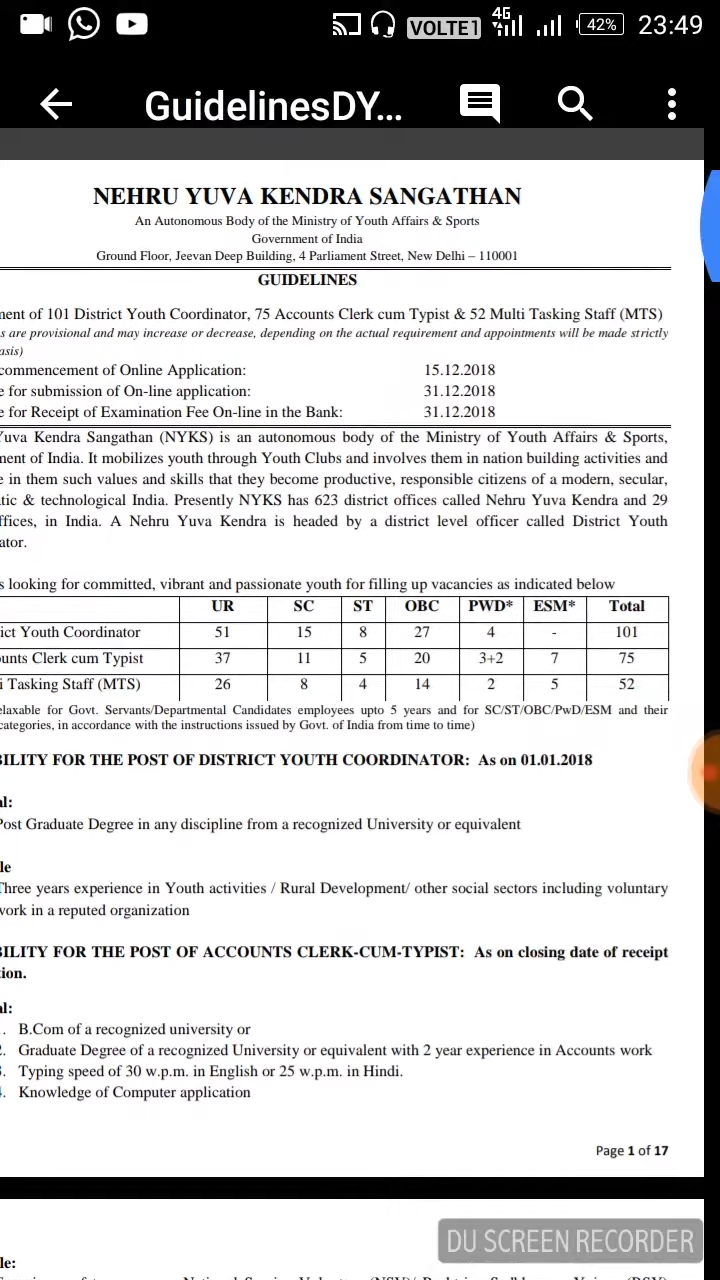 VOLTE1 4G 42% 23:49
GuidelinesDY...
NEHRU YUVA KENDRA SANGATHAN
An Autonomous Body of the Ministry of Youth Affairs & Sports
Government of India
Ground Floor, Jeevan Deep Building, 4 Parliament Street, New Delhi – 110001
GUIDELINES
ment of 101 District Youth Coordinator, 75 Accounts Clerk cum Typist & 52 Multi Tasking Staff (MTS)
s are provisional and may increase or decrease, depending on the actual requirement and appointments will be made strictly
asis)
commencement of Online Application: 15.12.2018
e for submission of On-line application: 31.12.2018
e for Receipt of Examination Fee On-line in the Bank: 31.12.2018
Yuva Kendra Sangathan (NYKS) is an autonomous body of the Ministry of Youth Affairs & Sports,
ment of India. It mobilizes youth through Youth Clubs and involves them in nation building activities and
e in them such values and skills that they become productive, responsible citizens of a modern, secular,
tic & technological India. Presently NYKS has 623 district offices called Nehru Yuva Kendra and 29
ffices, in India. A Nehru Yuva Kendra is headed by a district level officer called District Youth
ator.
s looking for committed, vibrant and passionate youth for filling up vacancies as indicated below
UR SC ST OBC PWD* ESM* Total
ict Youth Coordinator 51 15 8 27 4 - 101
unts Clerk cum Typist 37 11 5 20 3+2 7 75
i Tasking Staff (MTS) 26 8 4 14 2 5 52
elaxable for Govt. Servants/Departmental Candidates employees upto 5 years and for SC/ST/OBC/PwD/ESM and their
categories, in accordance with the instructions issued by Govt. of India from time to time)
BILITY FOR THE POST OF DISTRICT YOUTH COORDINATOR: As on 01.01.2018
al:
Post Graduate Degree in any discipline from a recognized University or equivalent
le
Three years experience in Youth activities / Rural Development/ other social sectors including voluntary
work in a reputed organization
BILITY FOR THE POST OF ACCOUNTS CLERK-CUM-TYPIST: As on closing date of receipt
tion.
al:
. B.Com of a recognized university or
2. Graduate Degree of a recognized University or equivalent with 2 year experience in Accounts work
3. Typing speed of 30 w.p.m. in English or 25 w.p.m. in Hindi.
4. Knowledge of Computer application
Page 1 of 17
DU SCREEN RECORDER
le: